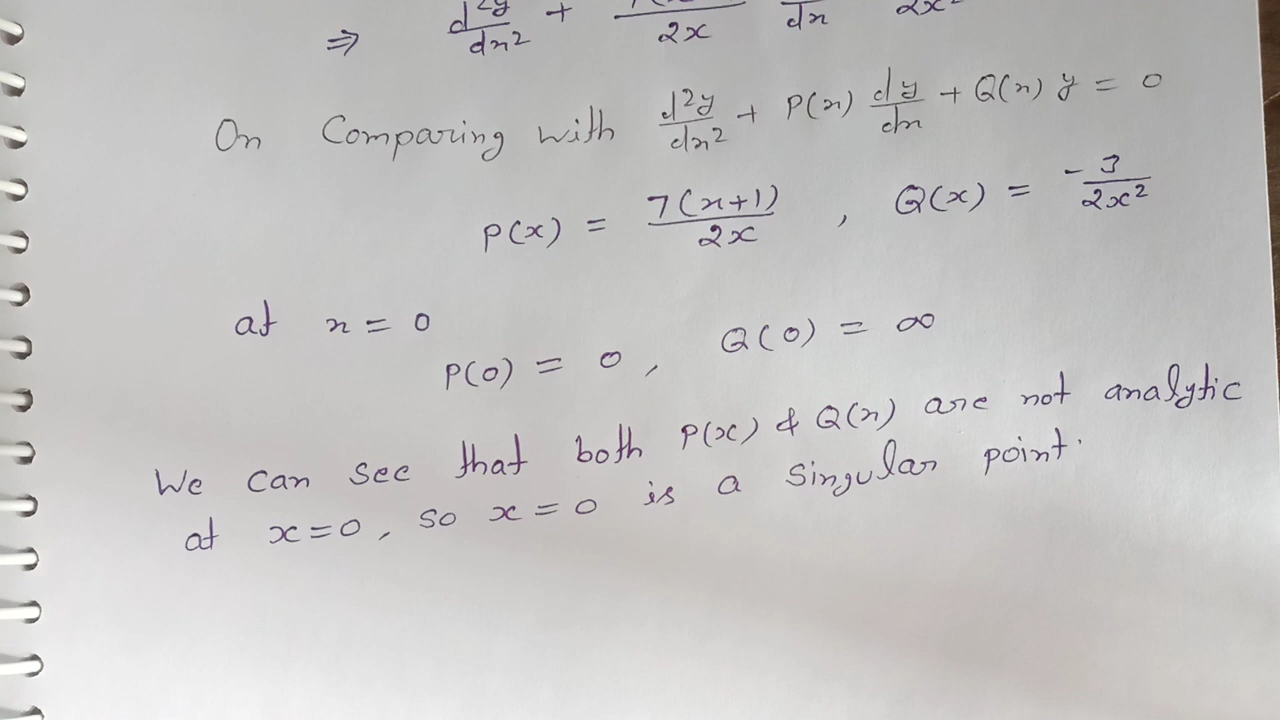 ⇒ d²y/dx² + 7(x / 2x dy/dx 2x²
On Comparing with d²y/dx² + P(x) dy/dx + Q(x) y = 0
P(x) = 7(x+1)/2x , Q(x) = -3/2x²
at x = 0
P(0) = 0 , Q(0) = ∞
We can see that both P(x) & Q(x) are not analytic
at x=0, so x = 0 is a singular point.